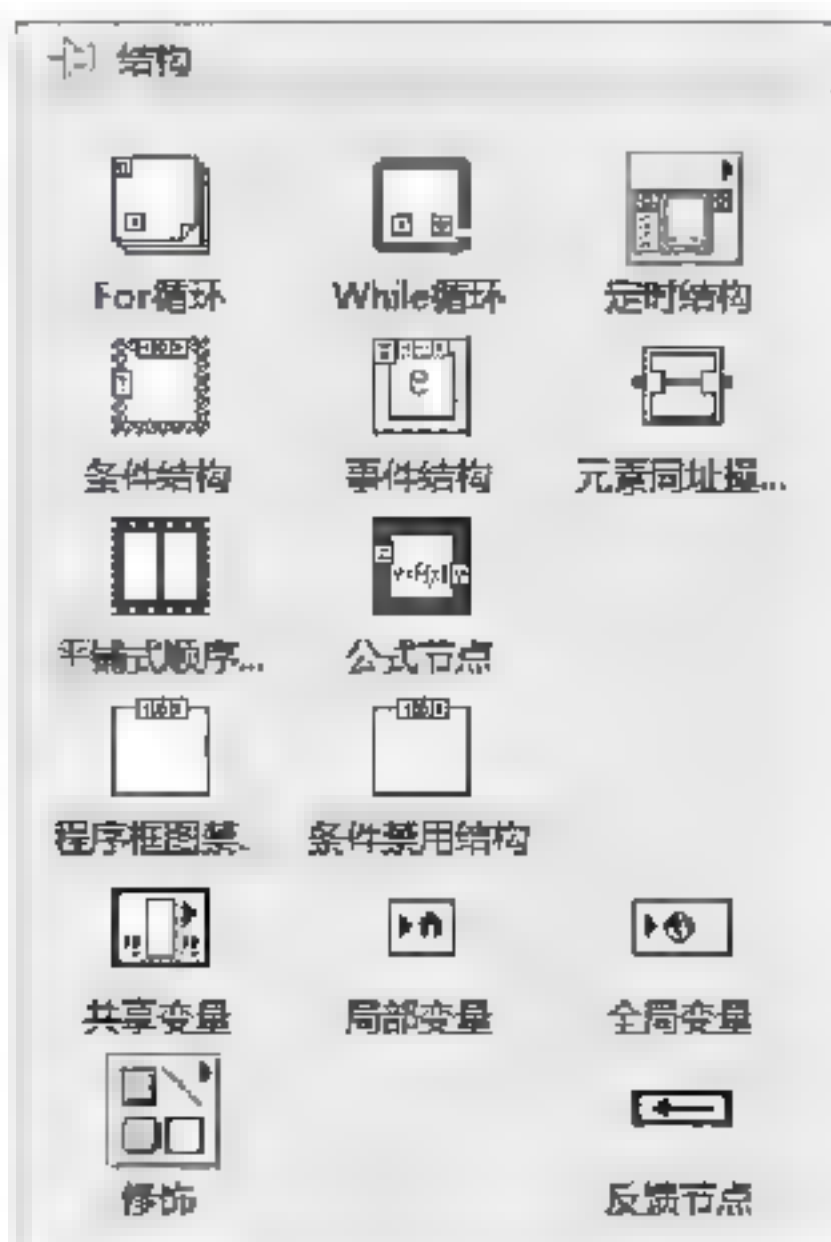 结构
For循环 While循环 定时结构
条件结构 事件结构 元素同址操...
平铺式顺序... 公式节点
程序框图禁... 条件禁用结构
共享变量 局部变量 全局变量
修饰 反馈节点